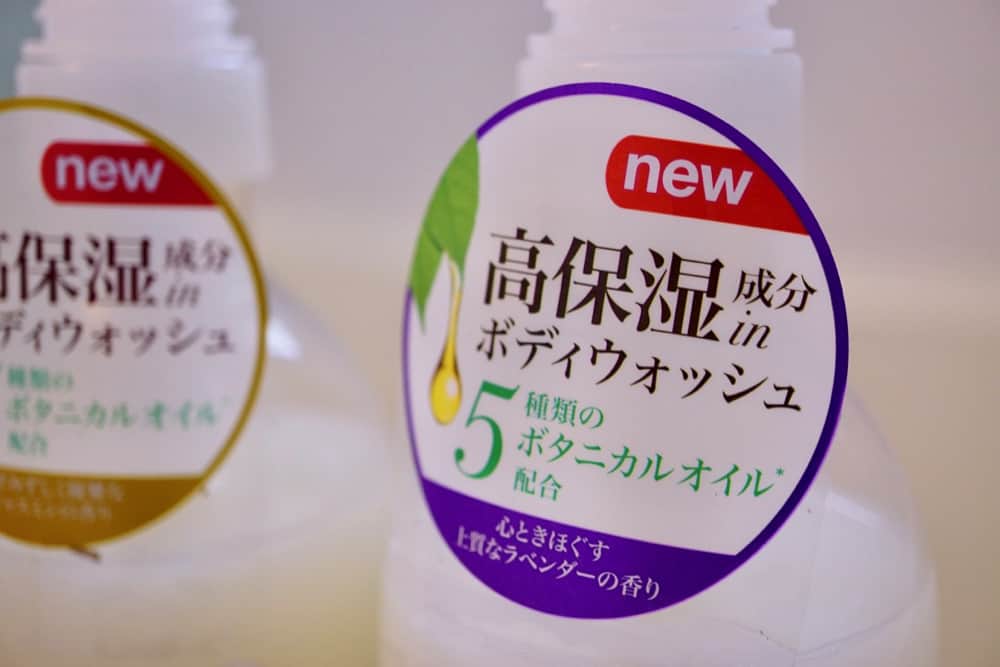 new
高保湿成分in
ボディウォッシュ
5種類の
ボタニカルオイル*
配合
心ときほぐす
上質なラベンダーの香り
new
高保湿成分in
ディウォッシュ
種類の
ボタニカルオイル*
配合